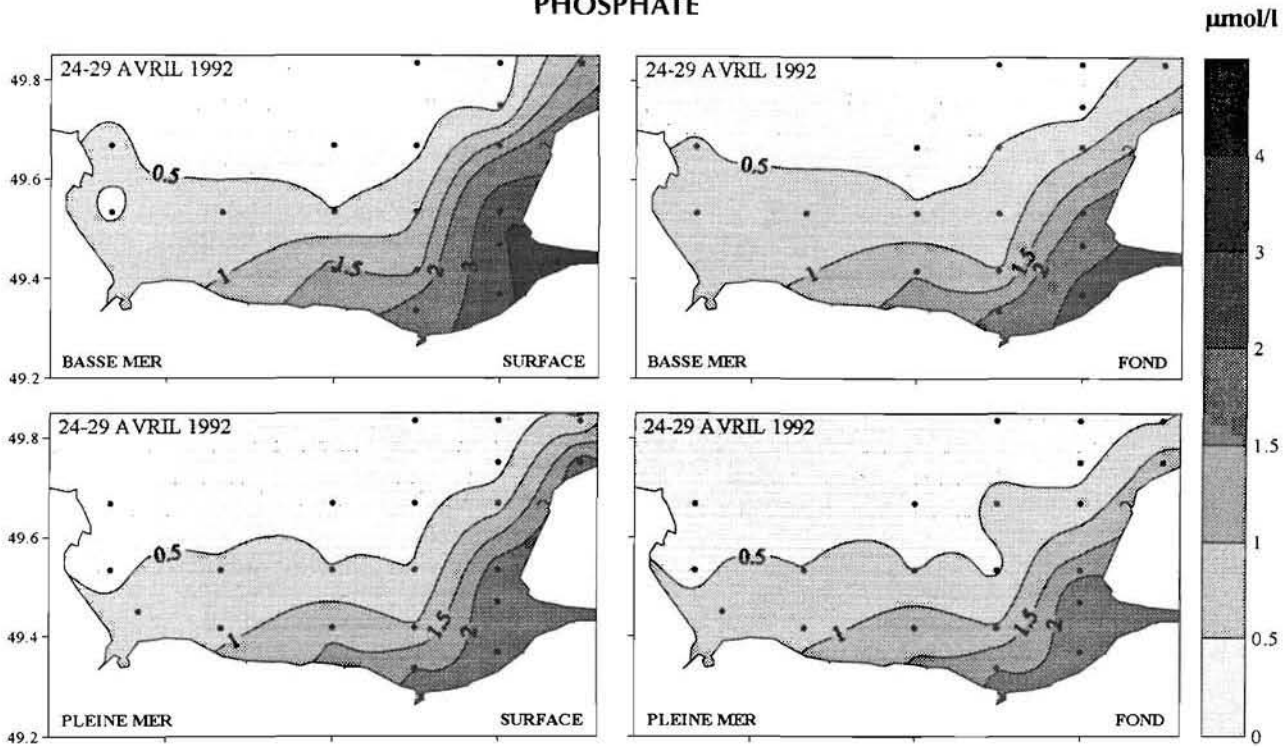 PHOSPHATE
µmol/l
24-29 AVRIL 1992
49.8
49.6
49.4
49.2
0.5
1
1.5
2
3
BASSE MER
SURFACE
24-29 AVRIL 1992
0.5
1
1.5
2
BASSE MER
FOND
24-29 AVRIL 1992
49.8
49.6
49.4
49.2
0.5
1
1.5
2
PLEINE MER
SURFACE
24-29 AVRIL 1992
0.5
1
1.5
2
PLEINE MER
FOND
4
3
2
1.5
1
0.5
0